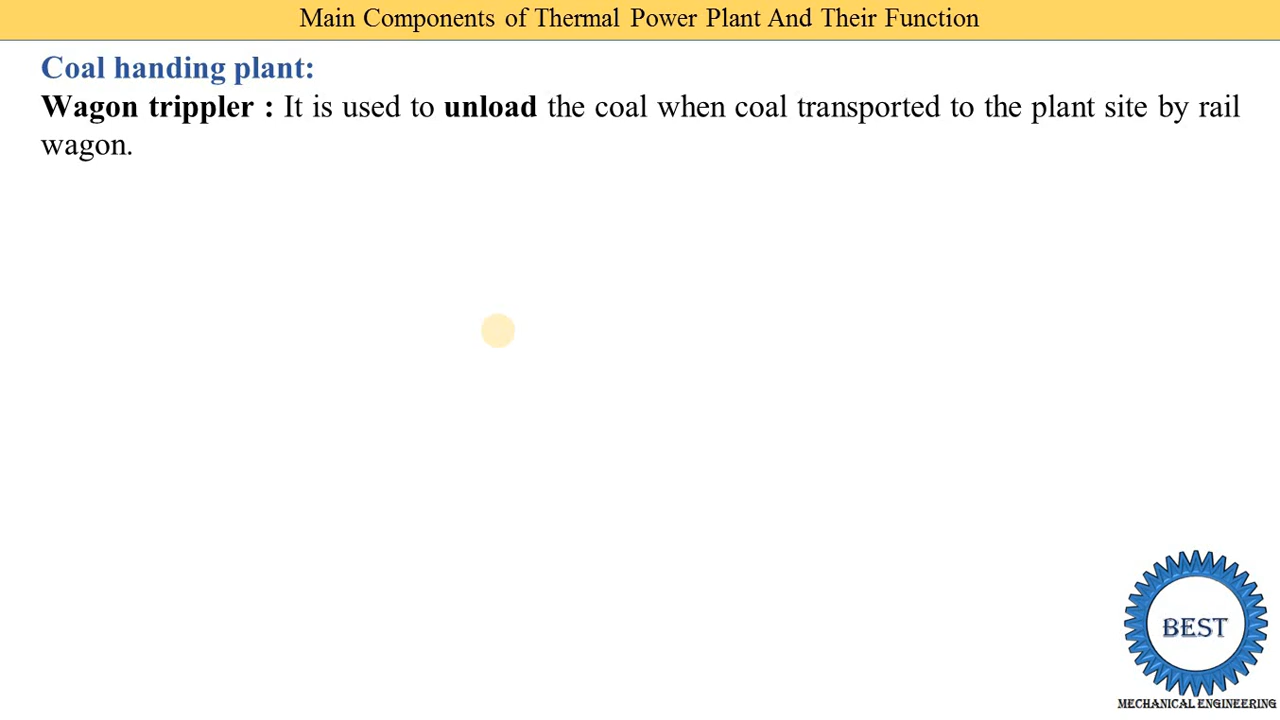 Main Components of Thermal Power Plant And Their Function
Coal handing plant:
Wagon trippler : It is used to unload the coal when coal transported to the plant site by rail
wagon.
BEST
MECHANICAL ENGINEERING